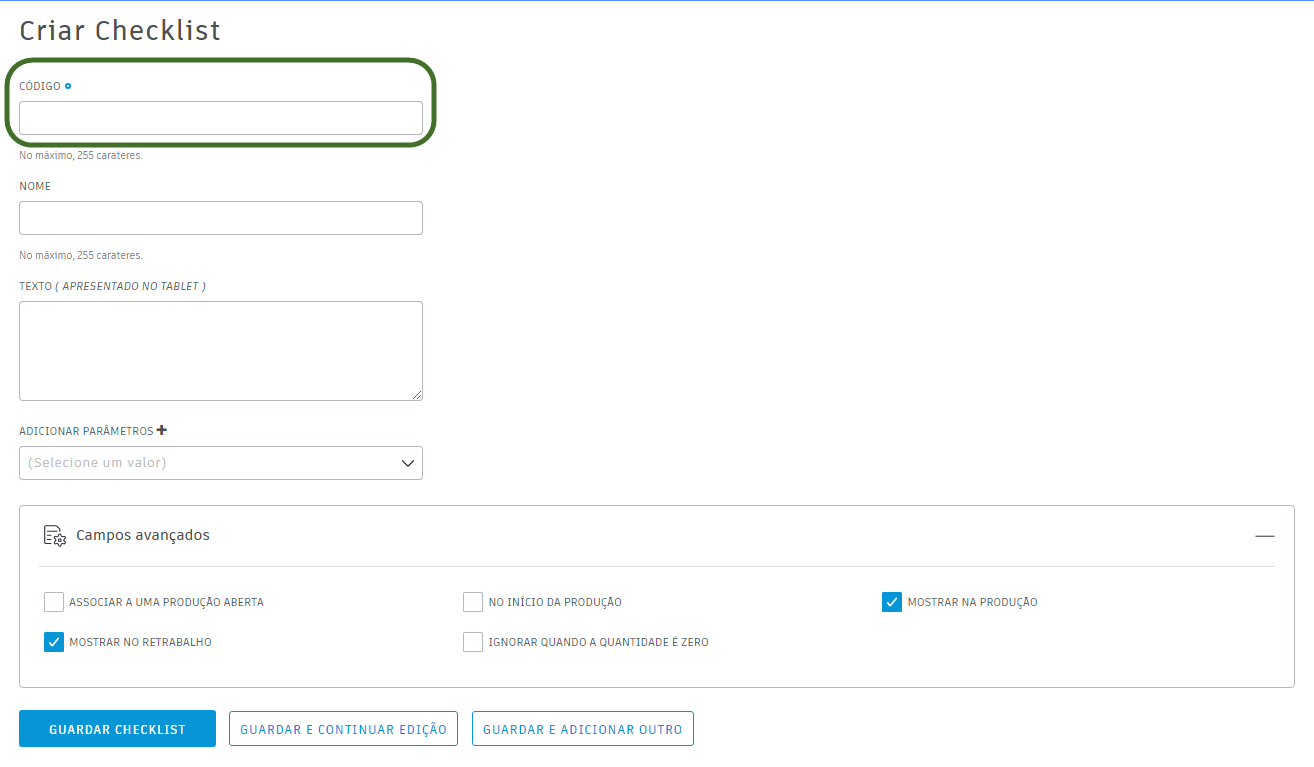 Criar Checklist
CÓDIGO
No máximo, 255 carateres.
NOME
No máximo, 255 carateres.
TEXTO ( APRESENTADO NO TABLET )
ADICIONAR PARÂMETROS
(Selecione um valor)
Campos avançados
ASSOCIAR A UMA PRODUÇÃO ABERTA NO INÍCIO DA PRODUÇÃO MOSTRAR NA PRODUÇÃO
MOSTRAR NO RETRABALHO IGNORAR QUANDO A QUANTIDADE É ZERO
GUARDAR CHECKLIST GUARDAR E CONTINUAR EDIÇÃO GUARDAR E ADICIONAR OUTRO